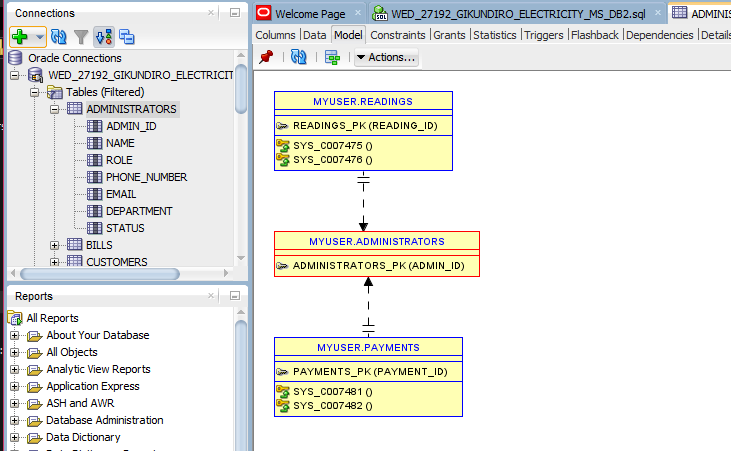 Connections
Oracle Connections
WED_27192_GIKUNDIRO_ELECTRICIT
Tables (Filtered)
ADMINISTRATORS
ADMIN_ID
NAME
ROLE
PHONE_NUMBER
EMAIL
DEPARTMENT
STATUS
BILLS
CUSTOMERS
Reports
All Reports
About Your Database
All Objects
Analytic View Reports
Application Express
ASH and AWR
Database Administration
Data Dictionary
Welcome Page
WED_27192_GIKUNDIRO_ELECTRICITY_MS_DB2.sql
ADMINIS
Columns Data Model Constraints Grants Statistics Triggers Flashback Dependencies Details
Actions...
MYUSER.READINGS
READINGS_PK (READING_ID)
SYS_C007475 ()
SYS_C007476 ()
MYUSER.ADMINISTRATORS
ADMINISTRATORS_PK (ADMIN_ID)
MYUSER.PAYMENTS
PAYMENTS_PK (PAYMENT_ID)
SYS_C007481 ()
SYS_C007482 ()